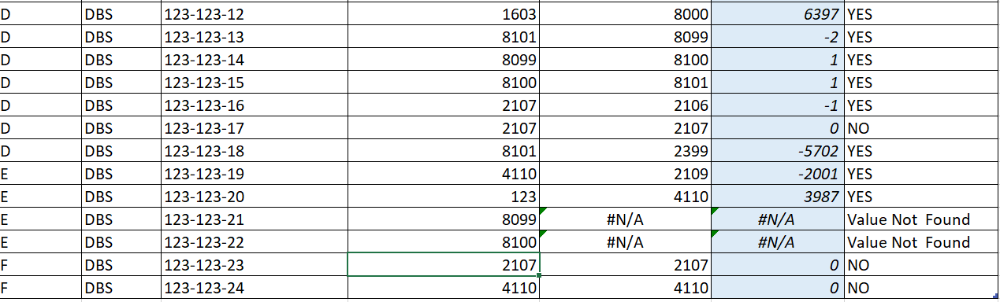 D DBS 123-123-12 1603 8000 6397 YES
D DBS 123-123-13 8101 8099 -2 YES
D DBS 123-123-14 8099 8100 1 YES
D DBS 123-123-15 8100 8101 1 YES
D DBS 123-123-16 2107 2106 -1 YES
D DBS 123-123-17 2107 2107 0 NO
D DBS 123-123-18 8101 2399 -5702 YES
E DBS 123-123-19 4110 2109 -2001 YES
E DBS 123-123-20 123 4110 3987 YES
E DBS 123-123-21 8099 #N/A #N/A Value Not  Found
E DBS 123-123-22 8100 #N/A #N/A Value Not  Found
F DBS 123-123-23 2107 2107 0 NO
F DBS 123-123-24 4110 4110 0 NO